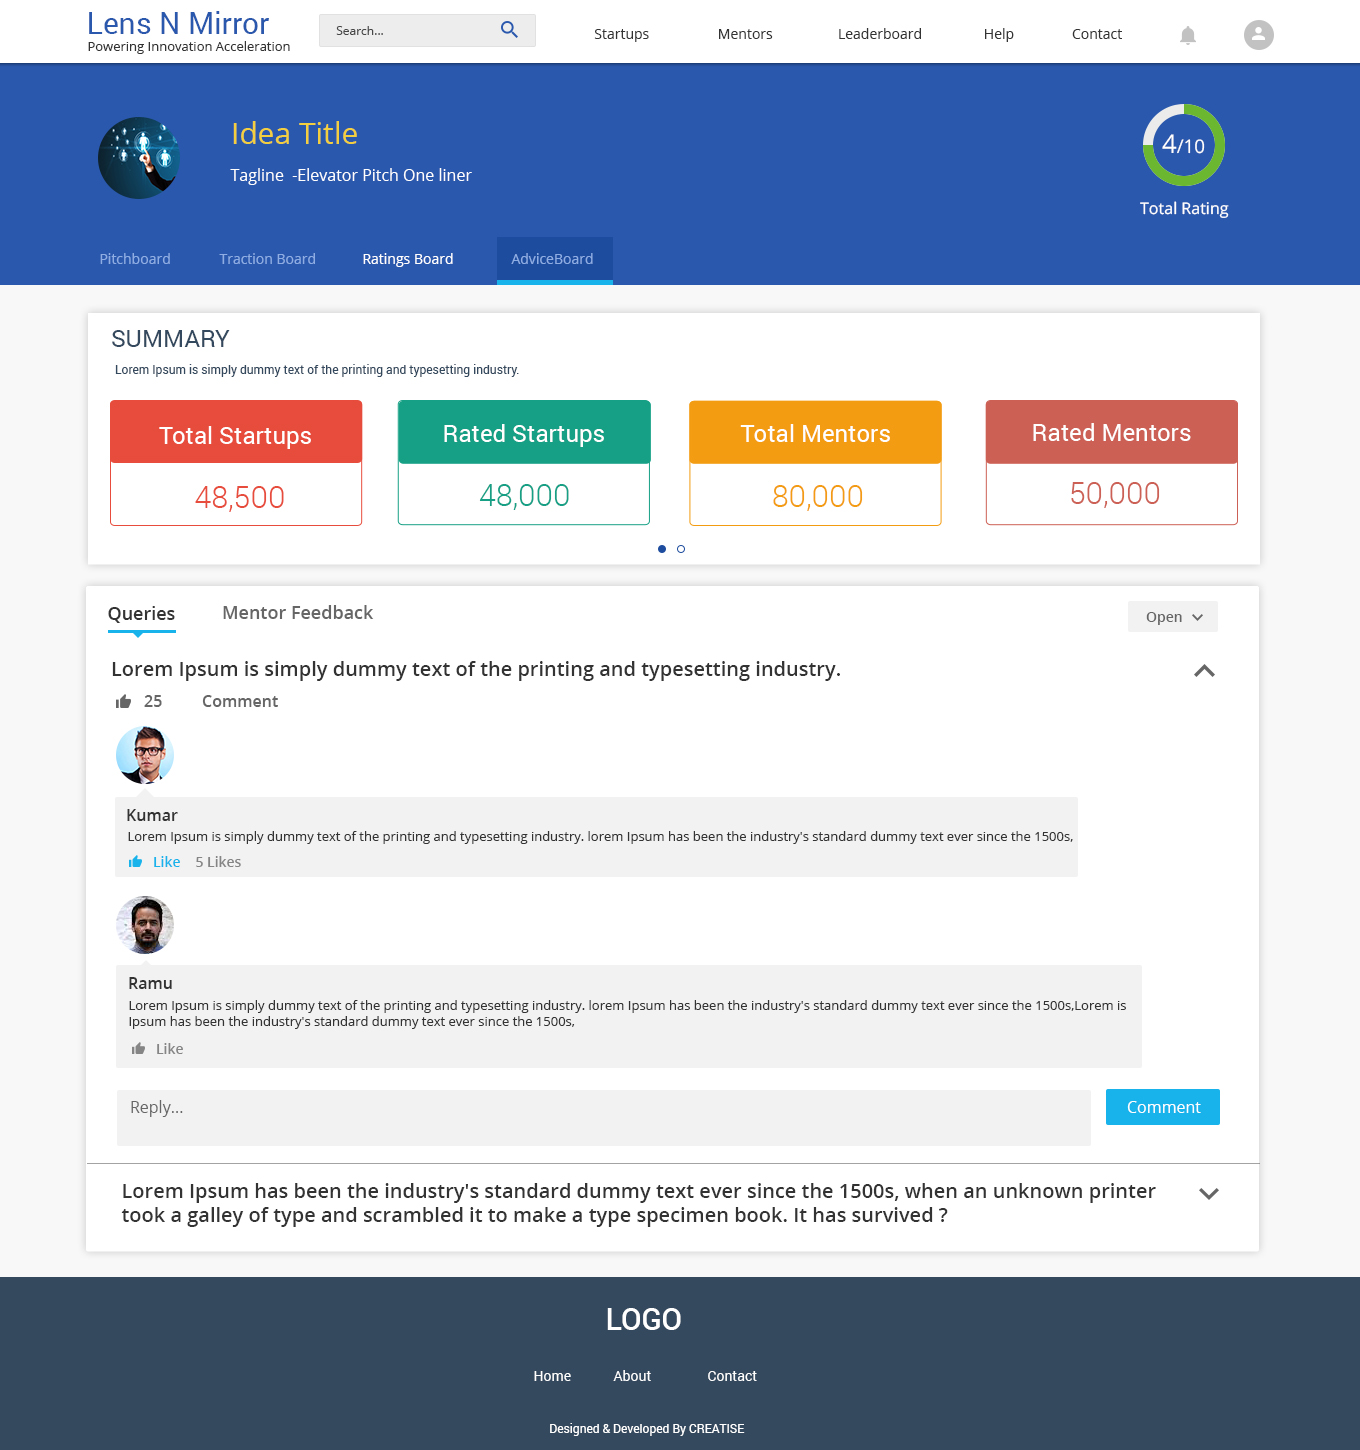 Lens N Mirror
Powering Innovation Acceleration
Search...
Startups
Mentors
Leaderboard
Help
Contact
Idea Title
Tagline -Elevator Pitch One liner
4/10
Total Rating
Pitchboard
Traction Board
Ratings Board
AdviceBoard
SUMMARY
Lorem Ipsum is simply dummy text of the printing and typesetting industry.
Total Startups
48,500
Rated Startups
48,000
Total Mentors
80,000
Rated Mentors
50,000
Queries
Mentor Feedback
Open
Lorem Ipsum is simply dummy text of the printing and typesetting industry.
25
Comment
Kumar
Lorem Ipsum is simply dummy text of the printing and typesetting industry. lorem Ipsum has been the industry's standard dummy text ever since the 1500s,
Like
5 Likes
Ramu
Lorem Ipsum is simply dummy text of the printing and typesetting industry. lorem Ipsum has been the industry's standard dummy text ever since the 1500s,Lorem is
Ipsum has been the industry's standard dummy text ever since the 1500s,
Like
Reply...
Comment
Lorem Ipsum has been the industry's standard dummy text ever since the 1500s, when an unknown printer
took a galley of type and scrambled it to make a type specimen book. It has survived ?
LOGO
Home
About
Contact
Designed & Developed By CREATISE